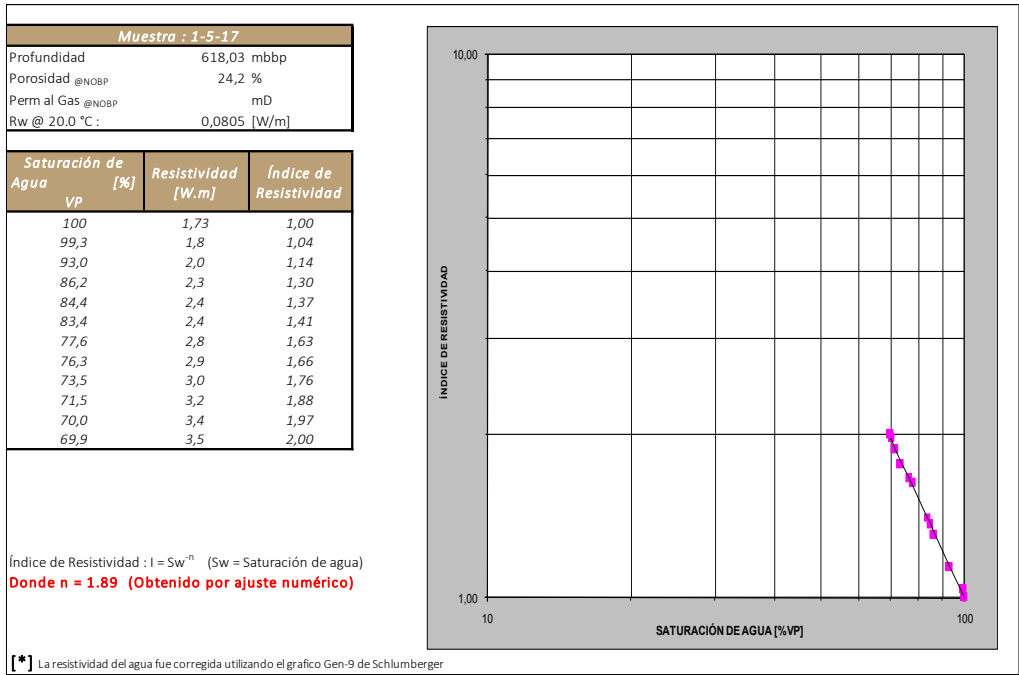 Muestra : 1-5-17
Profundidad 618,03 mbbp
Porosidad @NOBP 24,2 %
Perm al Gas @NOBP mD
Rw @ 20.0 °C : 0,0805 [W/m]
Saturación de Agua [%] VP Resistividad [W.m] Índice de Resistividad
100 1,73 1,00
99,3 1,8 1,04
93,0 2,0 1,14
86,2 2,3 1,30
84,4 2,4 1,37
83,4 2,4 1,41
77,6 2,8 1,63
76,3 2,9 1,66
73,5 3,0 1,76
71,5 3,2 1,88
70,0 3,4 1,97
69,9 3,5 2,00
Índice de Resistividad : I = Sw-n (Sw = Saturación de agua)
Donde n = 1.89 (Obtenido por ajuste numérico)
[*] La resistividad del agua fue corregida utilizando el grafico Gen-9 de Schlumberger
10,00
ÍNDICE DE RESISTIVIDAD
1,00
10 100
SATURACIÓN DE AGUA [%VP]